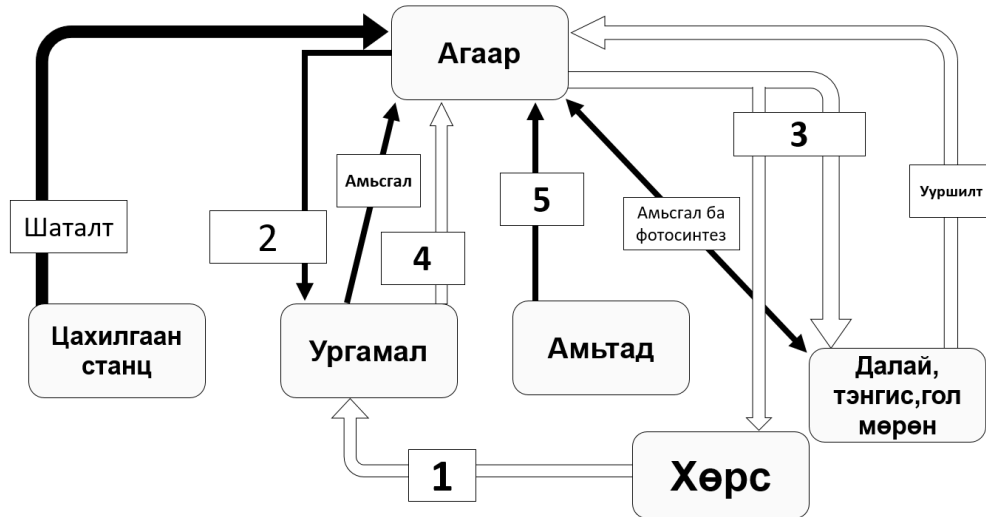 Агаар
3
Амьсгал
5
Шаталт
2
4
Амьсгал ба
фотосинтез
Ууршилт
Цахилгаан
станц
Ургамал
Амьтад
Далай,
тэнгис,гол
мөрөн
1
Хөрс